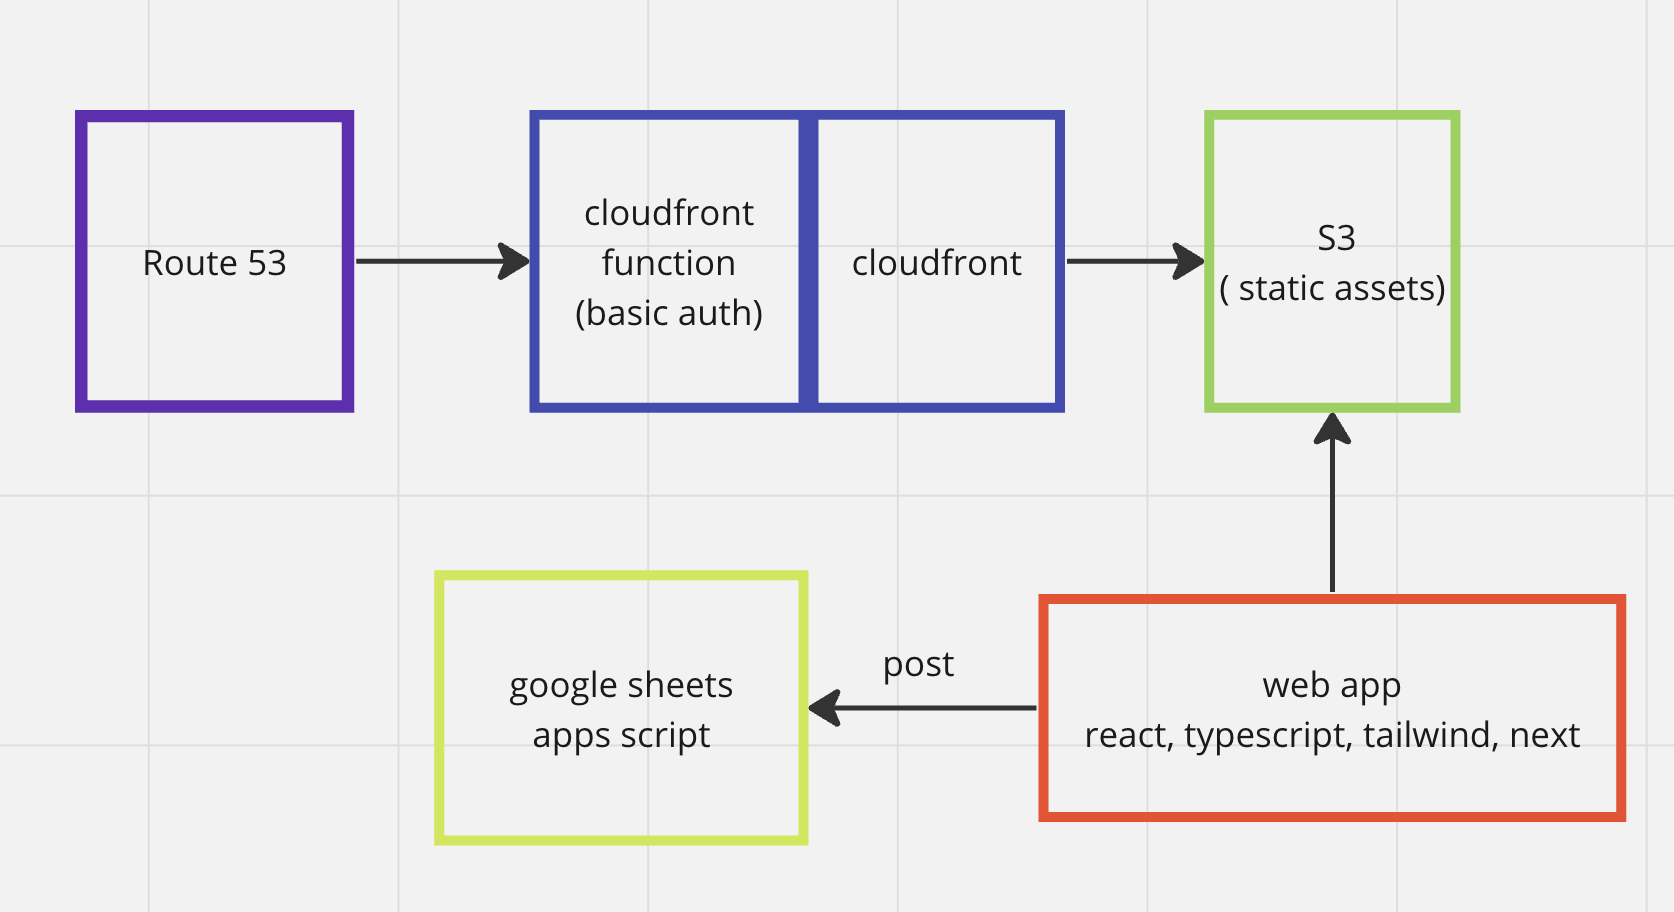 Route 53
cloudfront
function
(basic auth)
cloudfront
S3
( static assets)
google sheets
apps script
post
web app
react, typescript, tailwind, next